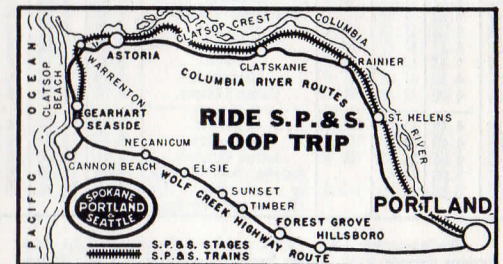 CLATSOP CREST
COLUMBIA
RIVER
ASTORIA
CLATSKANIE
RAINIER
WARRENTON
COLUMBIA RIVER ROUTES
PACIFIC OCEAN
CLATSOP BEACH
GEARHART
SEASIDE
RIDE S.P.& S.
LOOP TRIP
ST. HELENS
NECANICUM
CANNON BEACH
ELSIE
SUNSET
TIMBER
WOLF CREEK HIGHWAY ROUTE
PORTLAND
SPOKANE
PORTLAND
&
SEATTLE
FOREST GROVE
HILLSBORO
S.P.& S. STAGES
S.P.& S. TRAINS